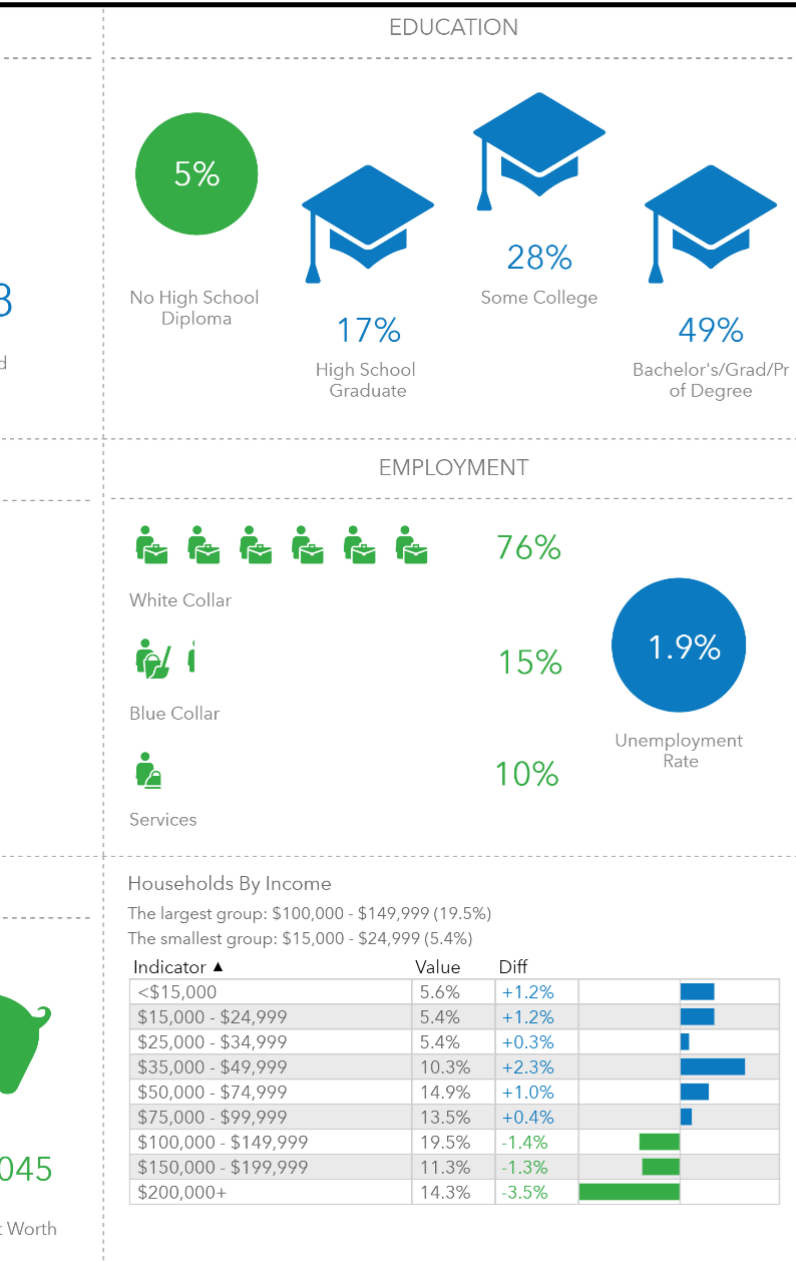 EDUCATION
5%
No High School
Diploma
17%
High School
Graduate
28%
Some College
49%
Bachelor's/Grad/Pr
of Degree
3
d
EMPLOYMENT
76%
White Collar
15%
Blue Collar
10%
Services
1.9%
Unemployment
Rate
045
t Worth
Households By Income
The largest group: $100,000 - $149,999 (19.5%)
The smallest group: $15,000 - $24,999 (5.4%)
Indicator ▲ Value Diff
<$15,000 5.6% +1.2%
$15,000 - $24,999 5.4% +1.2%
$25,000 - $34,999 5.4% +0.3%
$35,000 - $49,999 10.3% +2.3%
$50,000 - $74,999 14.9% +1.0%
$75,000 - $99,999 13.5% +0.4%
$100,000 - $149,999 19.5% -1.4%
$150,000 - $199,999 11.3% -1.3%
$200,000+ 14.3% -3.5%